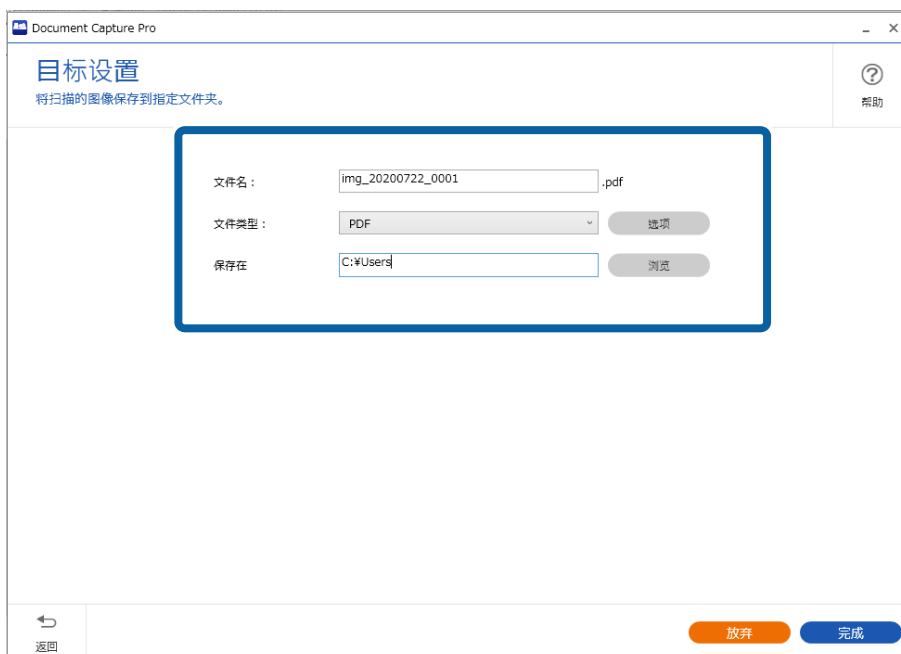 Document Capture Pro
目标设置
将扫描的图像保存到指定文件夹。
帮助
文件名：
img_20200722_0001
.pdf
文件类型：
PDF
选项
保存在
C:¥Users
浏览
返回
放弃
完成